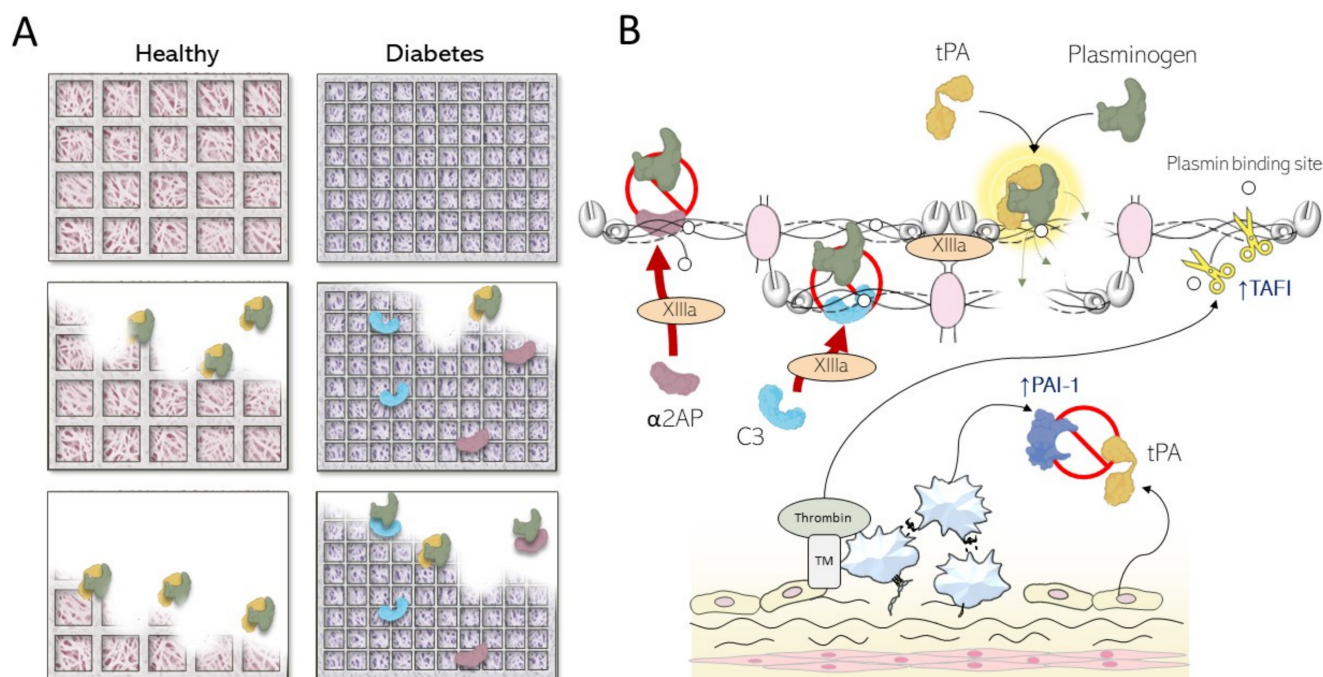 A
Healthy
Diabetes
B
tPA
Plasminogen
Plasmin binding site
XIIIa
↑TAFI
XIIIa
XIIIa
α2AP
C3
↑PAI-1
tPA
Thrombin
TM